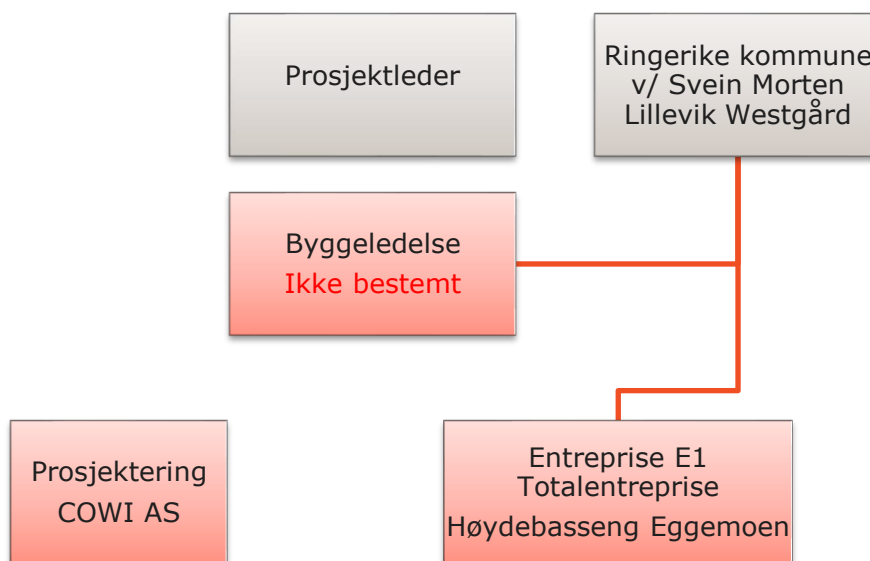 Prosjektleder
Ringerike kommune
v/ Svein Morten
Lillevik Westgård
Byggeledelse
Ikke bestemt
Prosjektering
COWI AS
Entreprise E1
Totalentreprise
Høydebasseng Eggemoen